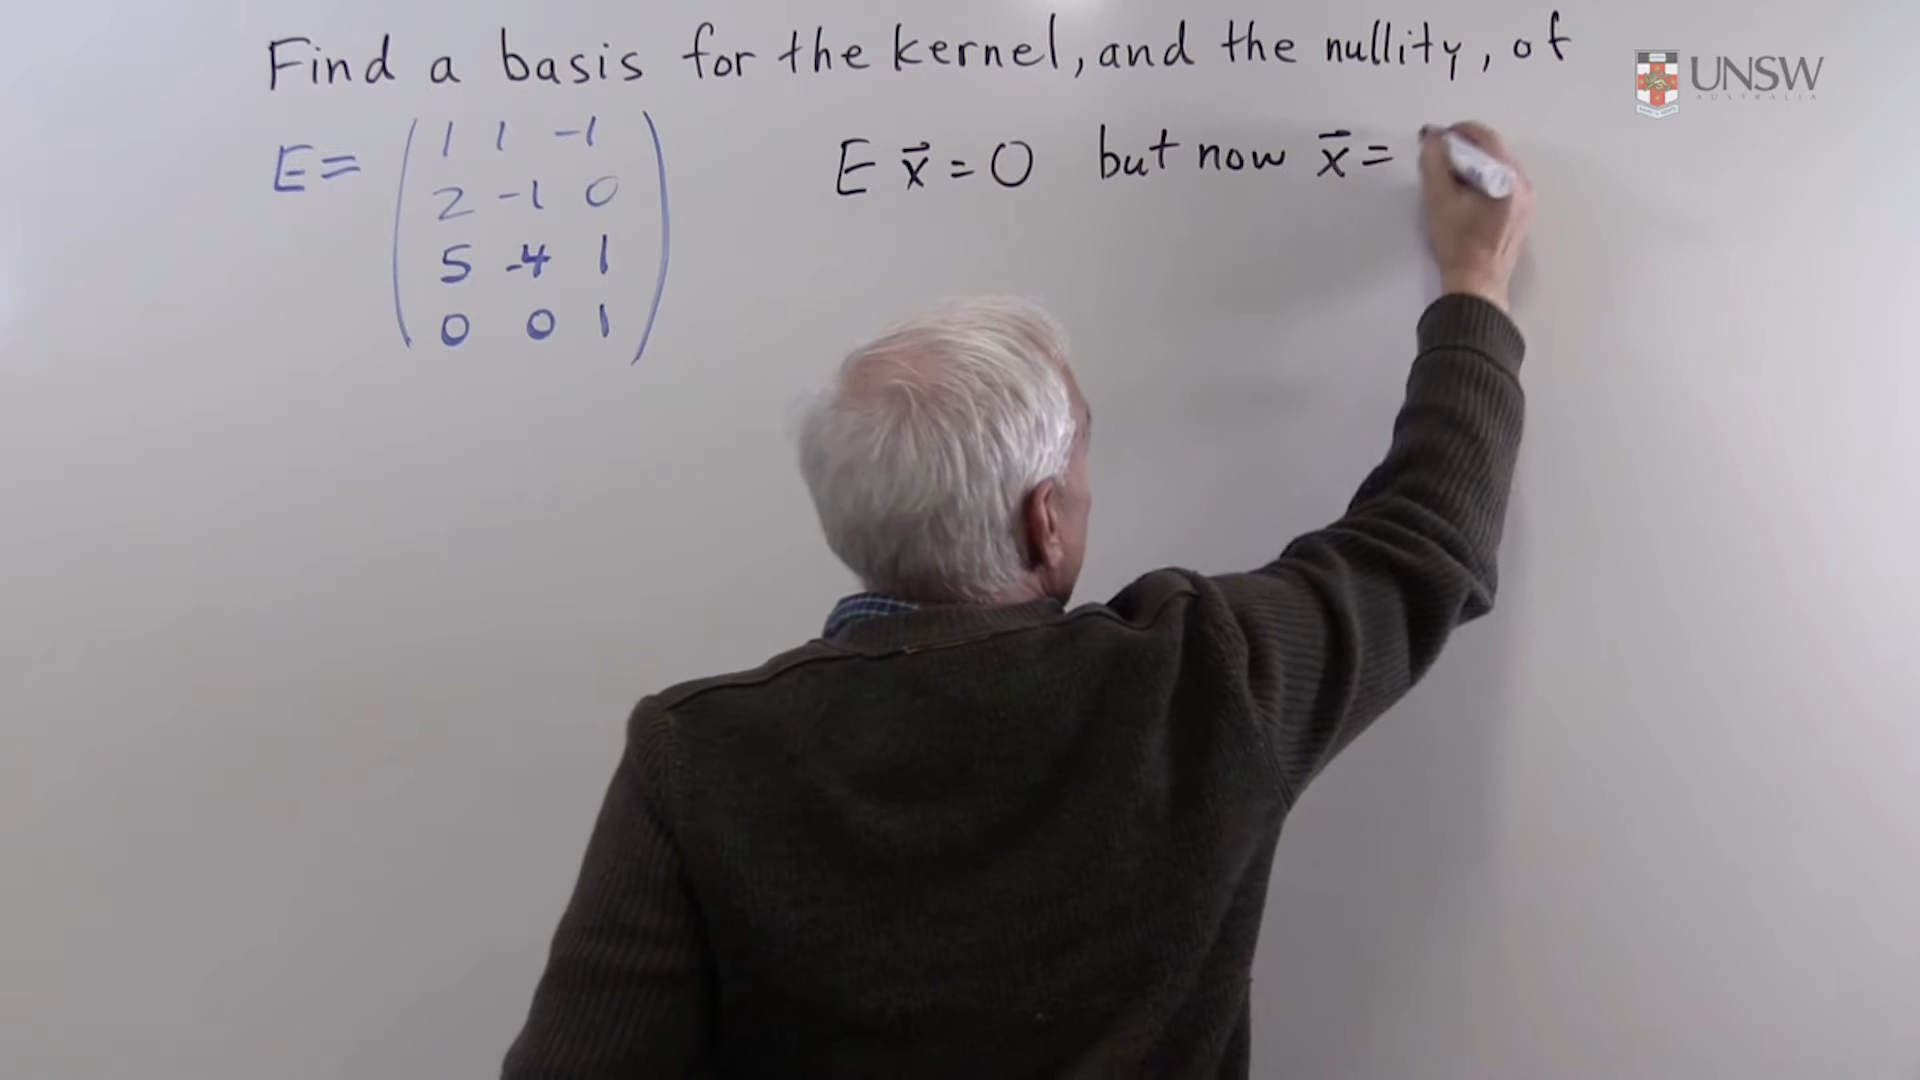 Find a basis for the kernel, and the nullity, of
UNSW
AUSTRALIA
E = ( 1 1 -1
2 -1 0
5 -4 1
0 0 1 )
E x⃗ = 0 but now x⃗ =